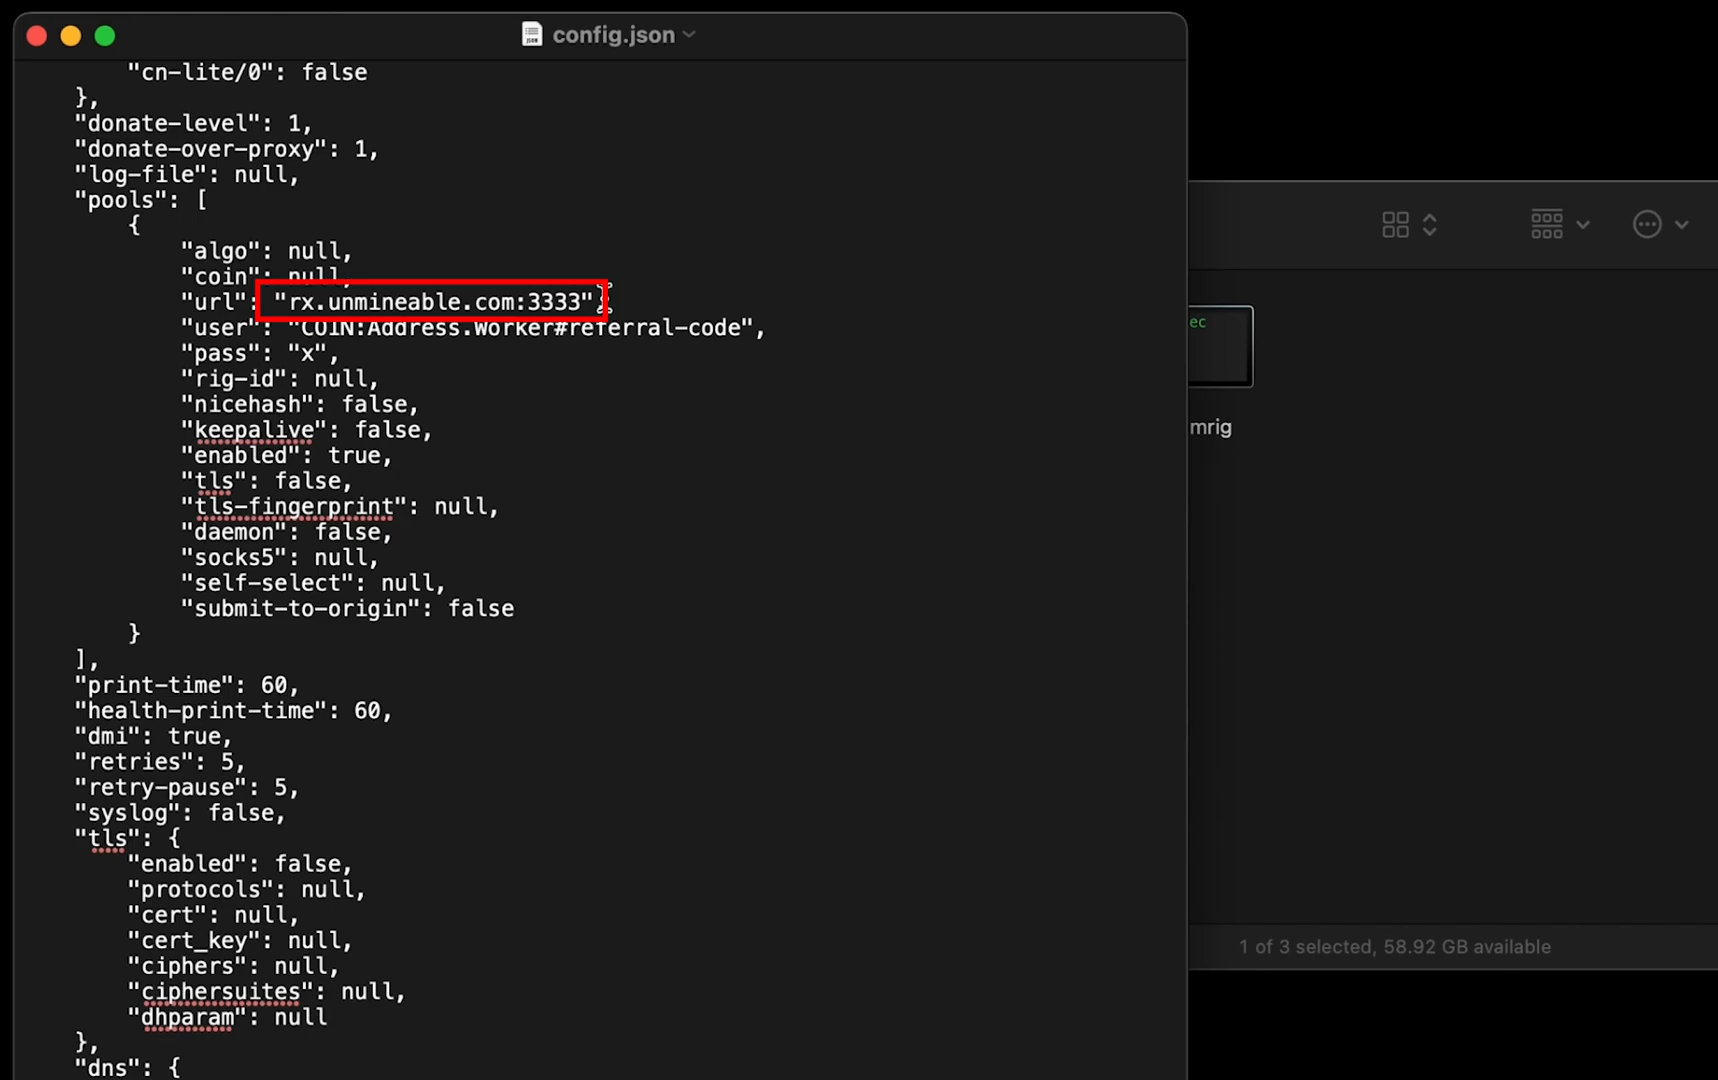 config.json
"cn-lite/0": false
},
"donate-level": 1,
"donate-over-proxy": 1,
"log-file": null,
"pools": [
{
"algo": null,
"coin": null,
"url": "rx.unmineable.com:3333",
"user": "COIN:Address.Worker#referral-code",
"pass": "x",
"rig-id": null,
"nicehash": false,
"keepalive": false,
"enabled": true,
"tls": false,
"tls-fingerprint": null,
"daemon": false,
"socks5": null,
"self-select": null,
"submit-to-origin": false
}
],
"print-time": 60,
"health-print-time": 60,
"dmi": true,
"retries": 5,
"retry-pause": 5,
"syslog": false,
"tls": {
"enabled": false,
"protocols": null,
"cert": null,
"cert_key": null,
"ciphers": null,
"ciphersuites": null,
"dhparam": null
},
"dns": {
ec
mrig
1 of 3 selected, 58.92 GB available